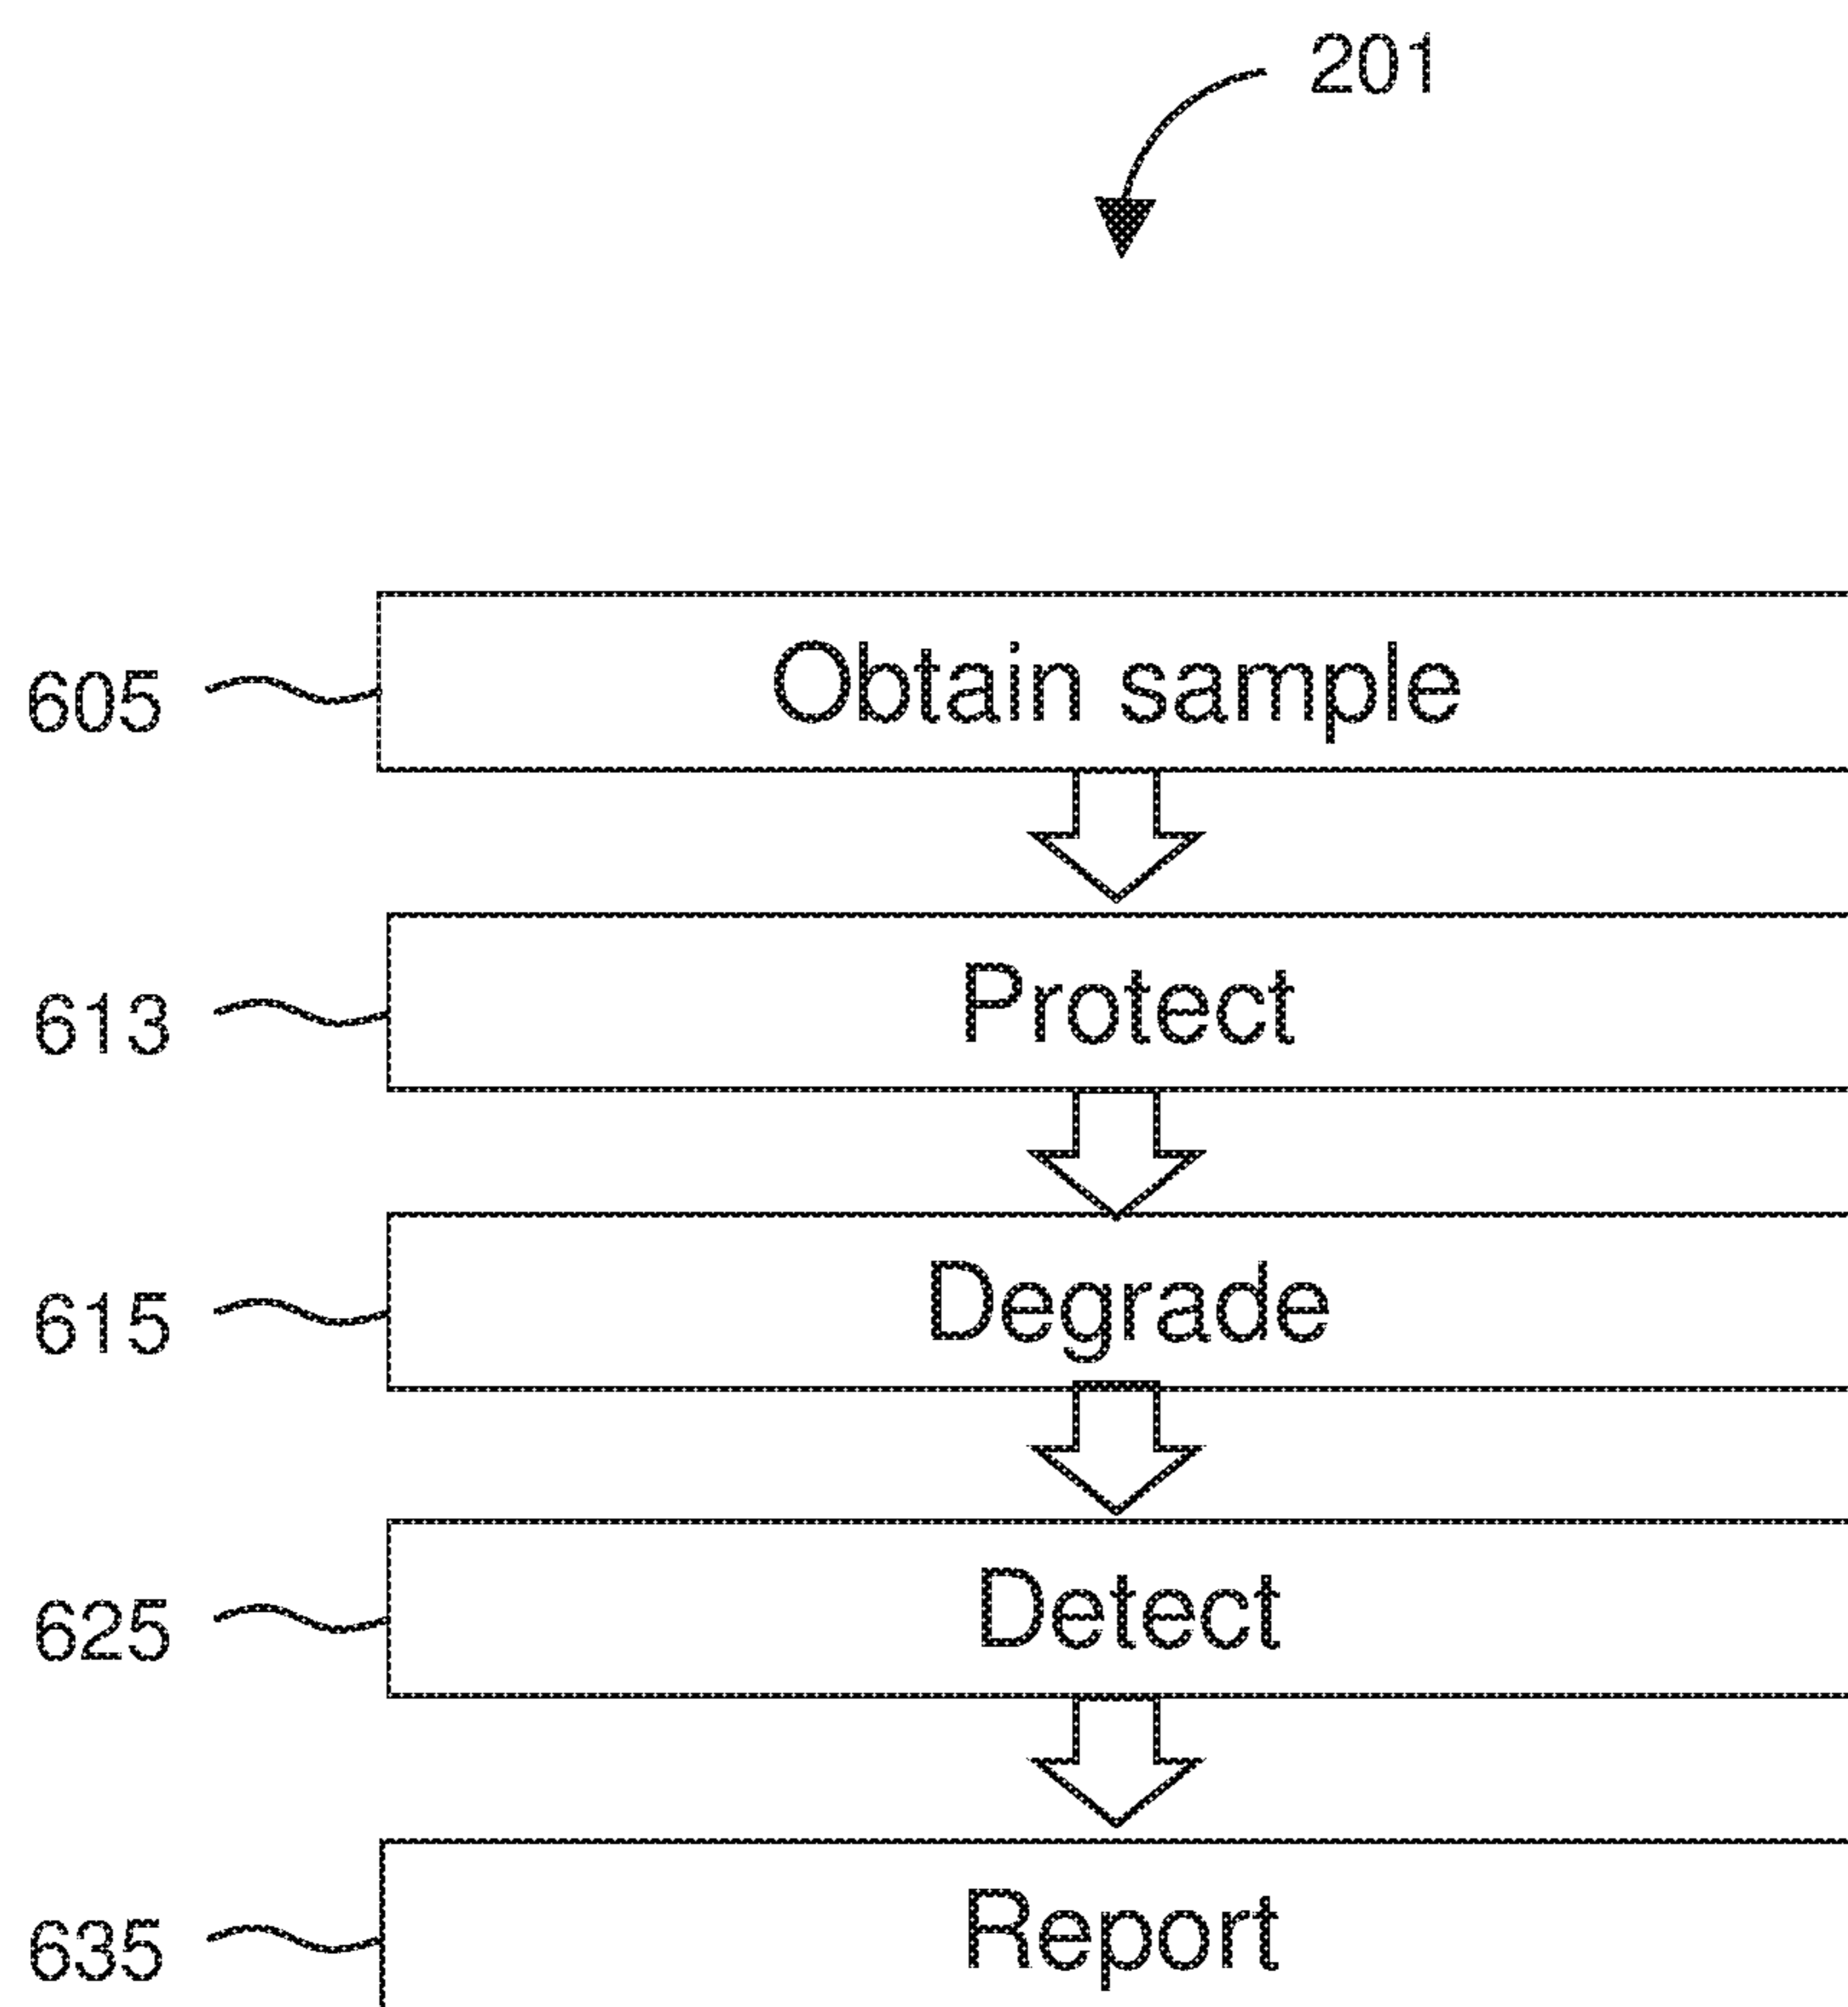 201
605 Obtain sample
613 Protect
615 Degrade
625 Detect
635 Report